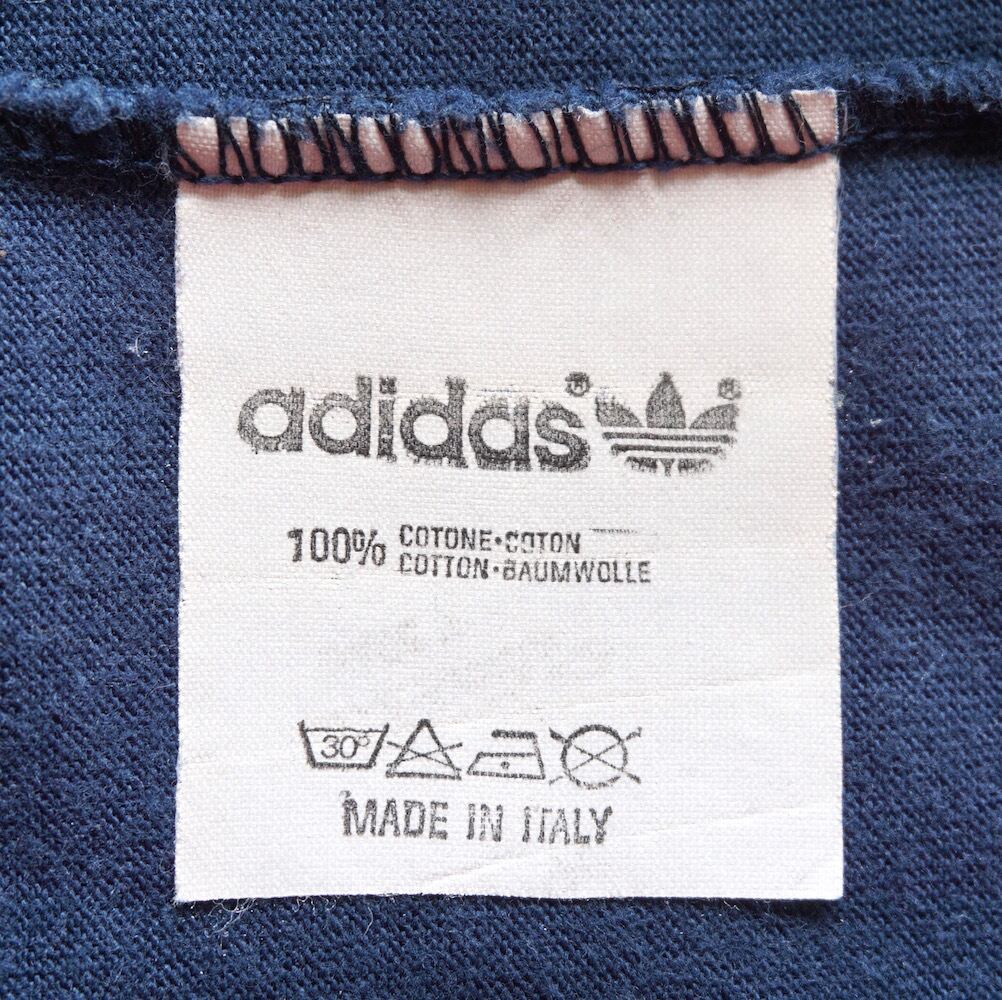 adidas®®
100% COTONE•COTON
COTTON•BAUMWOLLE
30°
MADE IN ITALY